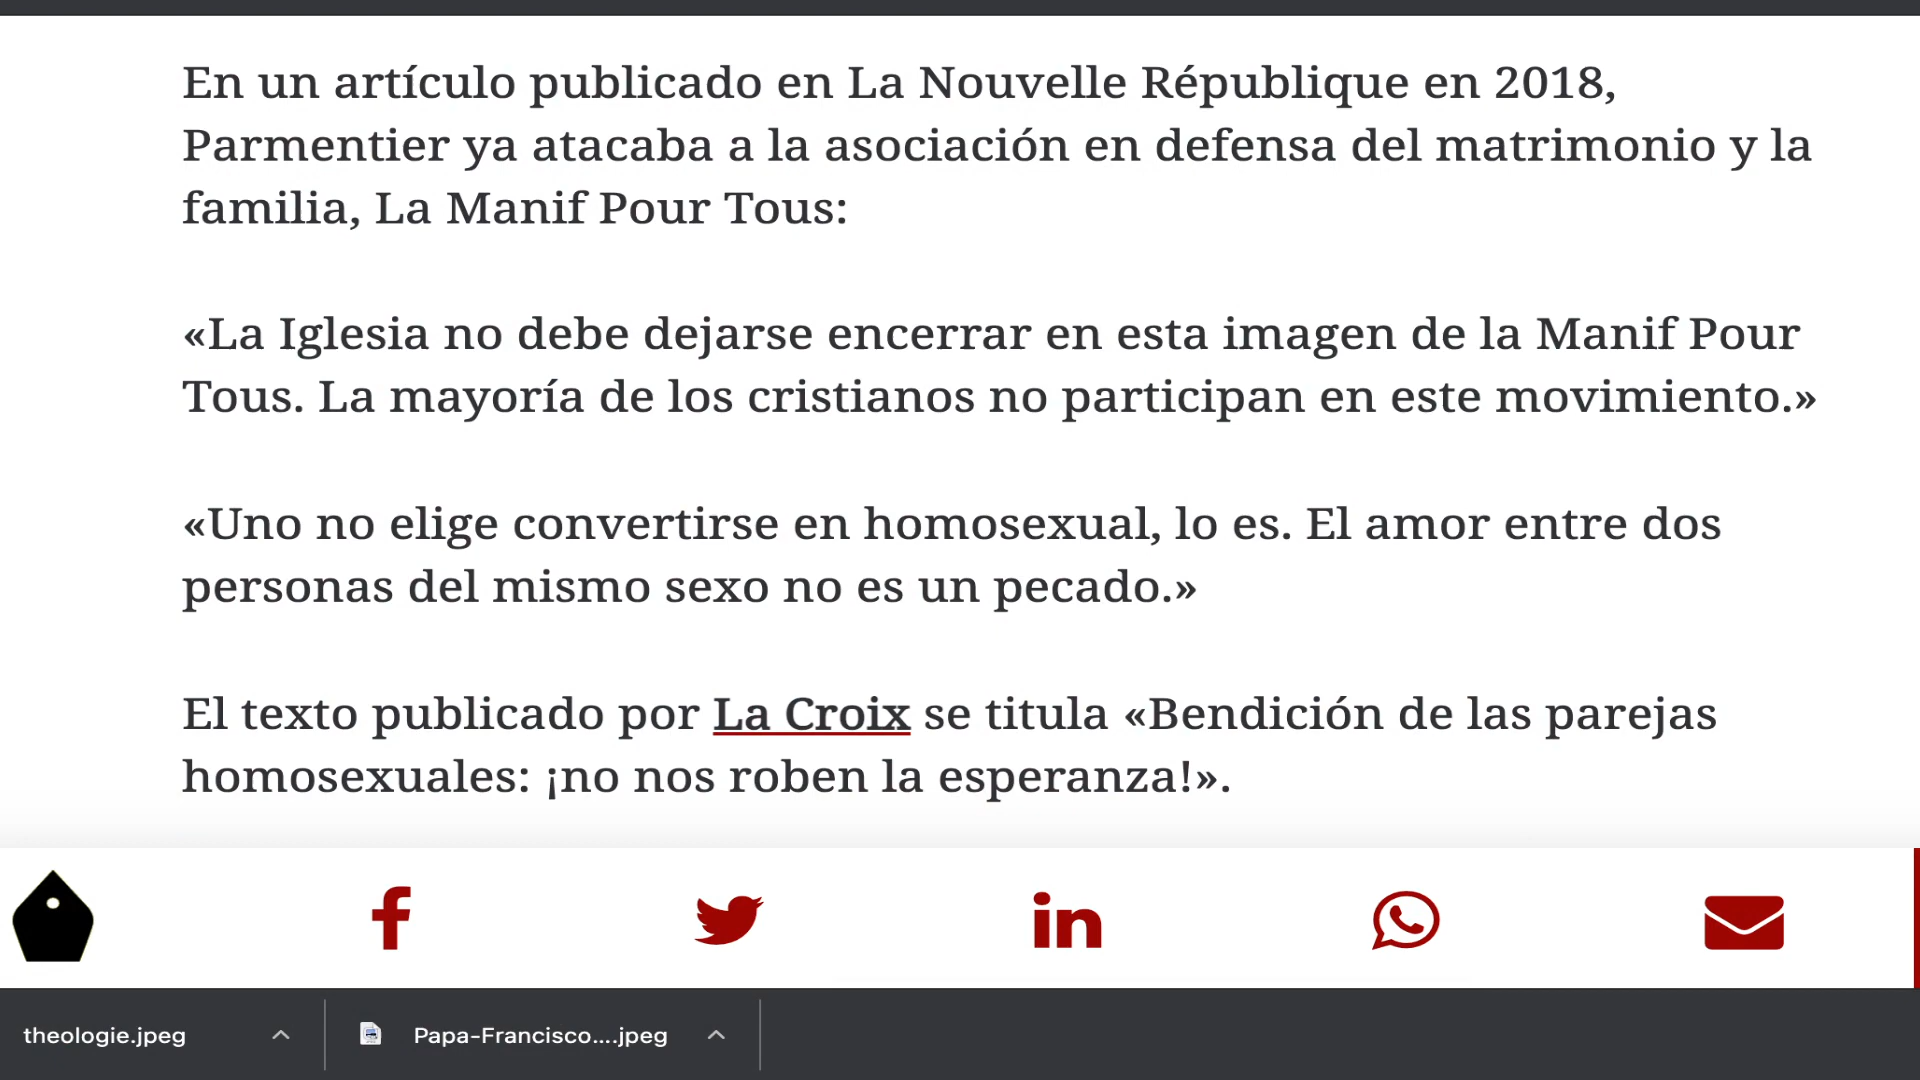 En un artículo publicado en La Nouvelle République en 2018,
Parmentier ya atacaba a la asociación en defensa del matrimonio y la
familia, La Manif Pour Tous:
«La Iglesia no debe dejarse encerrar en esta imagen de la Manif Pour
Tous. La mayoría de los cristianos no participan en este movimiento.»
«Uno no elige convertirse en homosexual, lo es. El amor entre dos
personas del mismo sexo no es un pecado.»
El texto publicado por La Croix se titula «Bendición de las parejas
homosexuales: ¡no nos roben la esperanza!».
theologie.jpeg
Papa-Francisco....jpeg